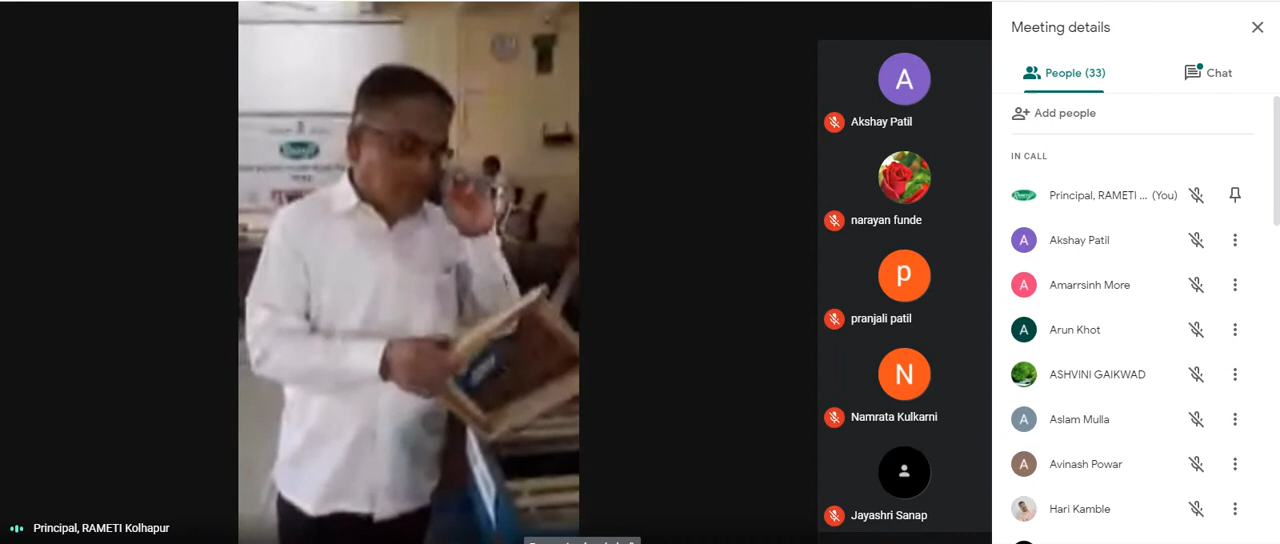 Meeting details
People (33)
Chat
Add people
IN CALL
Principal, RAMETI ... (You)
Akshay Patil
Amarrsinh More
Arun Khot
ASHVINI GAIKWAD
Aslam Mulla
Avinash Powar
Hari Kamble
A
Akshay Patil
narayan funde
p
pranjali patil
N
Namrata Kulkarni
Jayashri Sanap
Principal, RAMETI Kolhapur
A
A
A
A
A